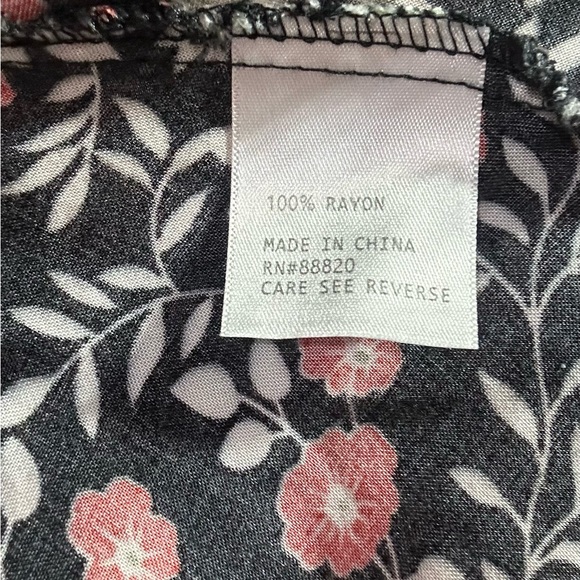 100% RAYON
MADE IN CHINA
RN#88820
CARE SEE REVERSE